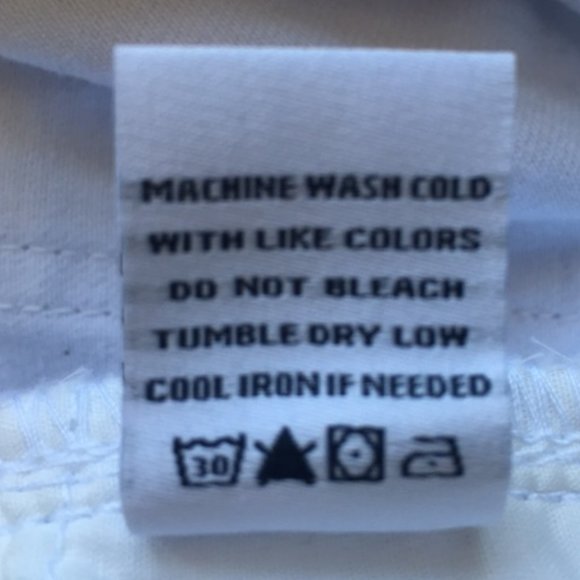 MACHINE WASH COLD
WITH LIKE COLORS
DO NOT BLEACH
TUMBLE DRY LOW
COOL IRON IF NEEDED
30